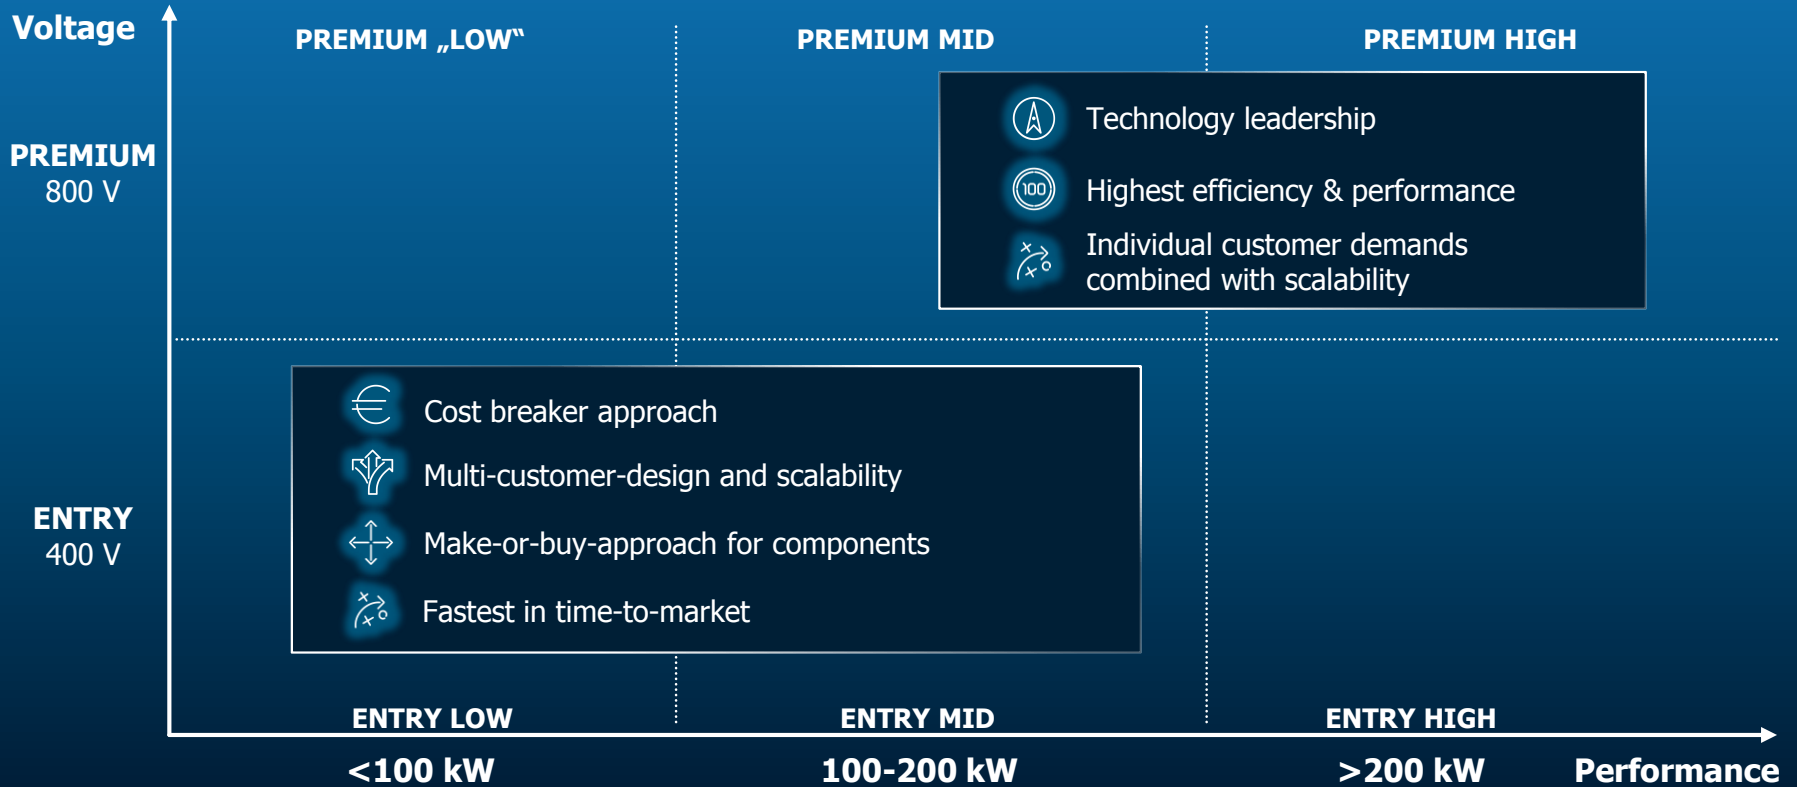 Voltage
PREMIUM „LOW“
PREMIUM MID
PREMIUM HIGH
PREMIUM
800 V
Technology leadership
100
Highest efficiency & performance
Individual customer demands
combined with scalability
ENTRY
400 V
Cost breaker approach
Multi-customer-design and scalability
Make-or-buy-approach for components
Fastest in time-to-market
ENTRY LOW
ENTRY MID
ENTRY HIGH
<100 kW
100-200 kW
>200 kW
Performance